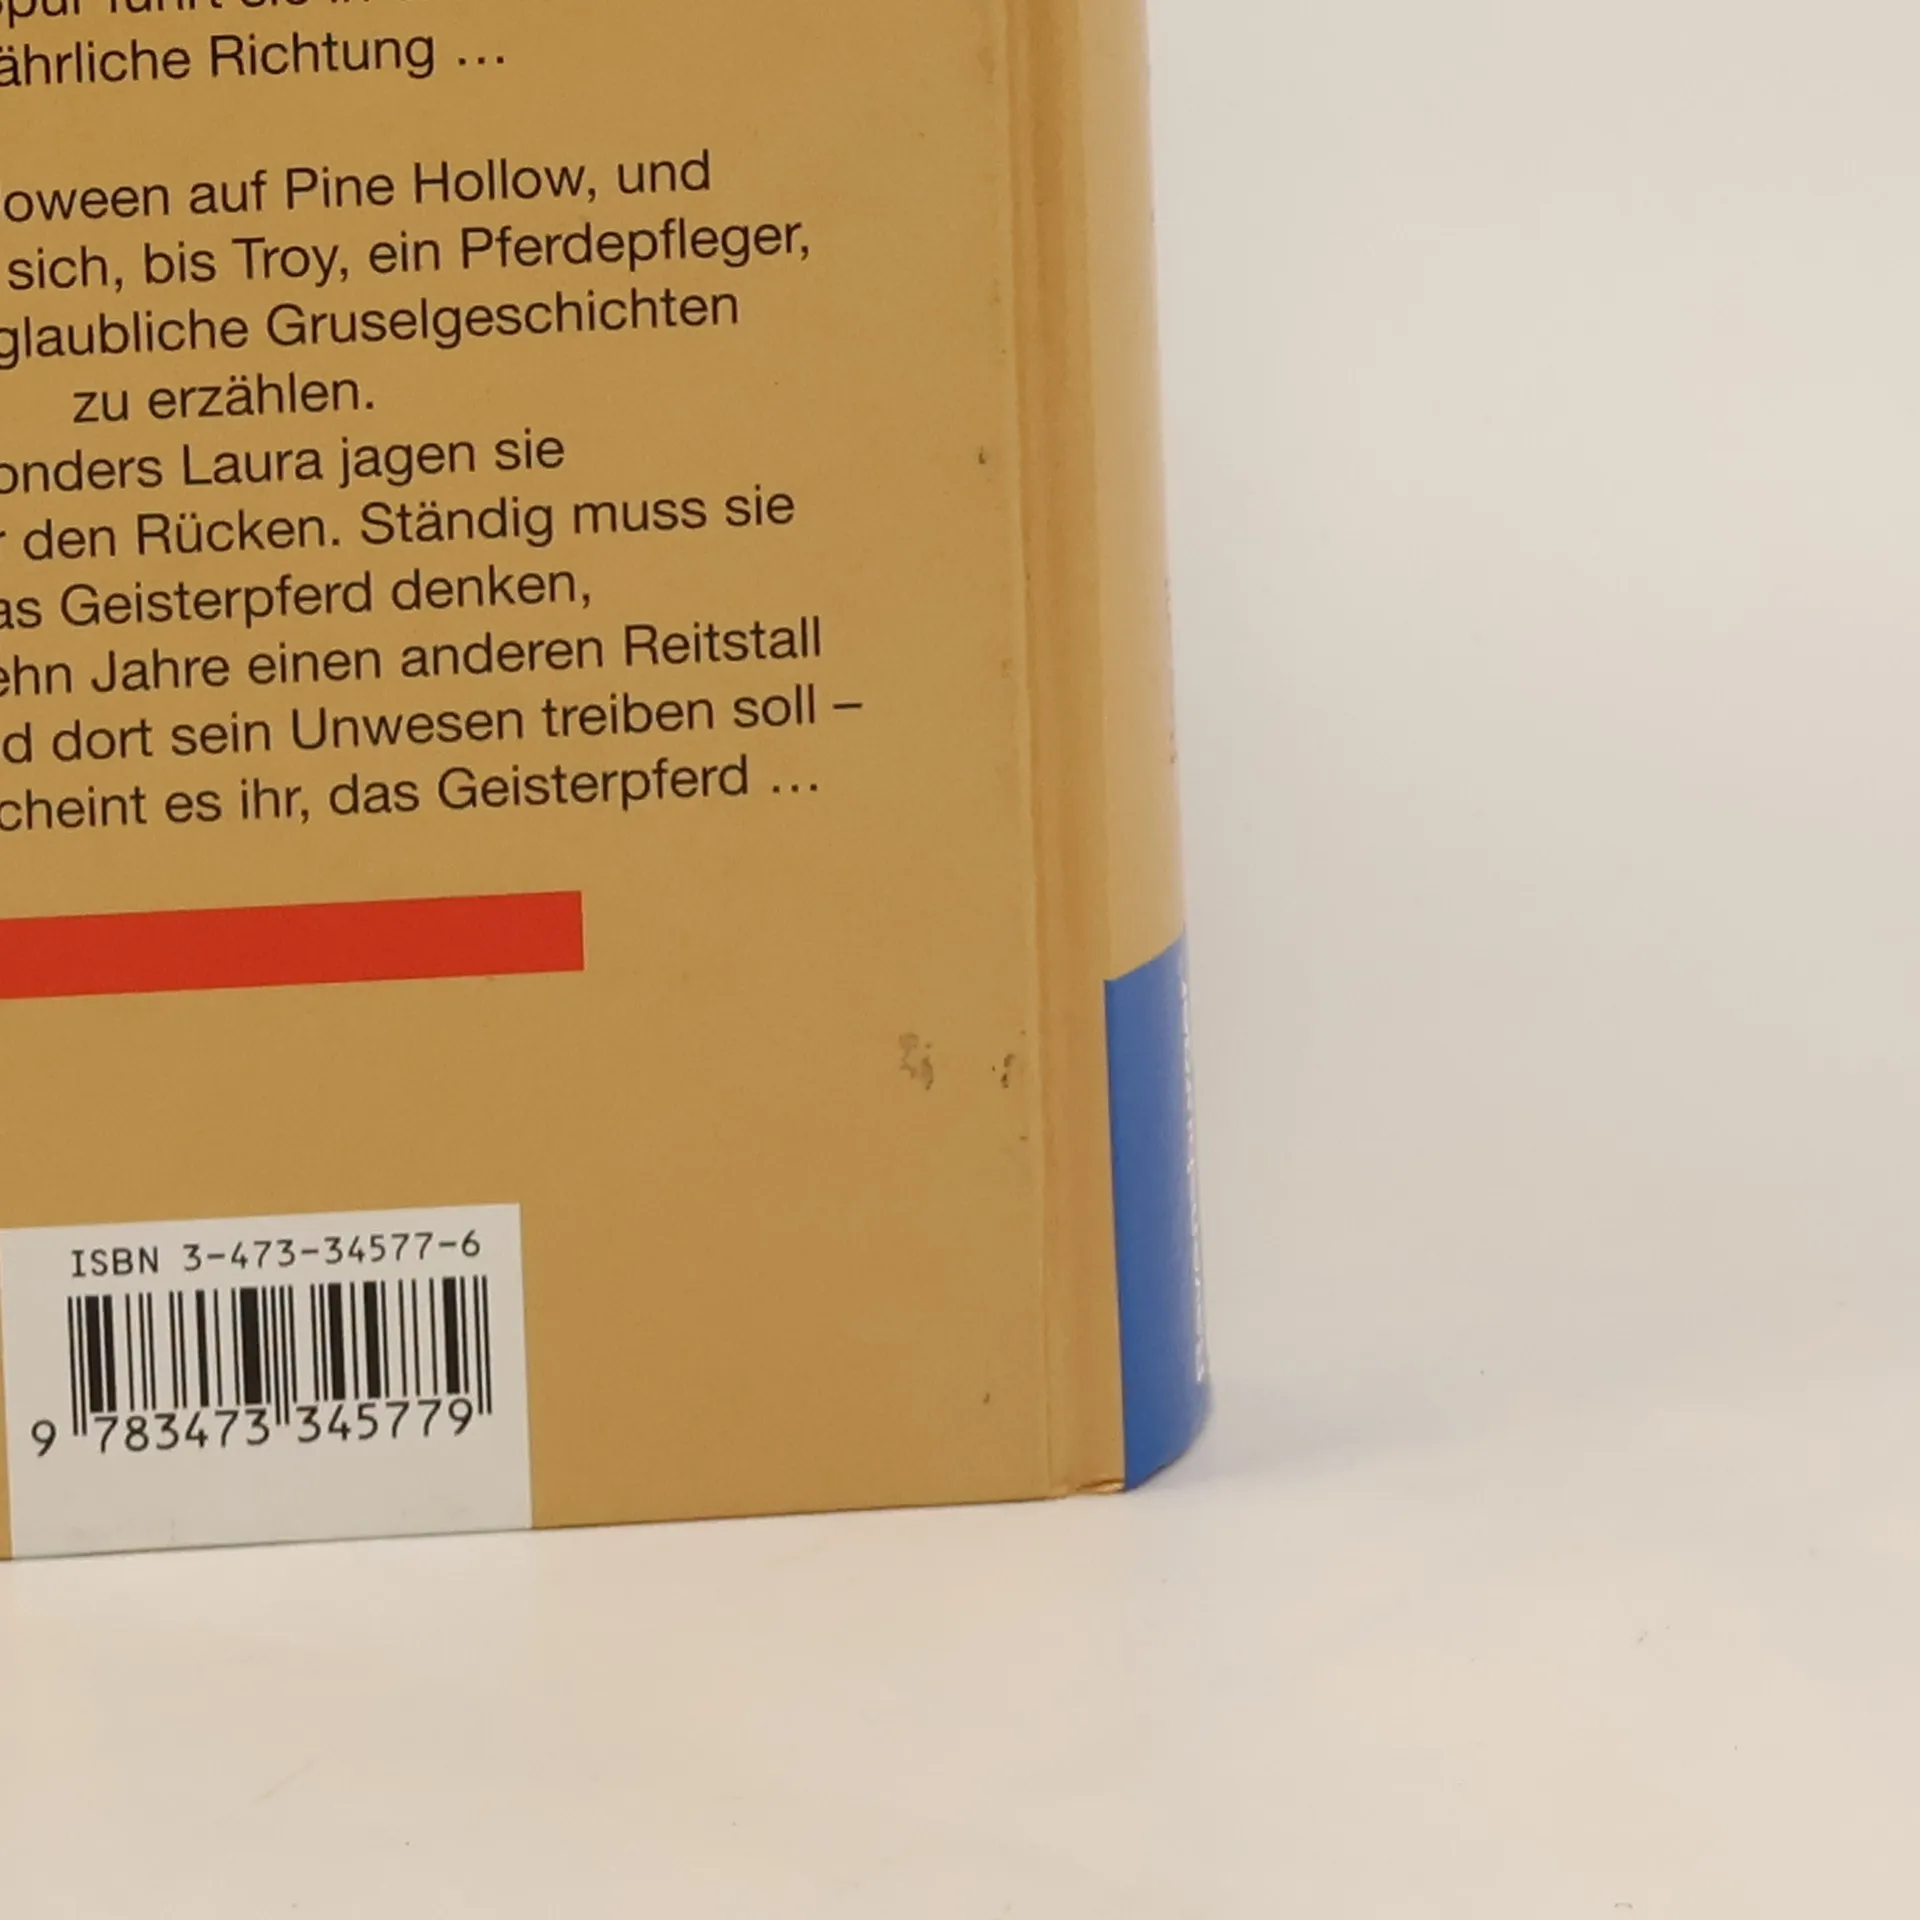 ährliche Richtung ...
oween auf Pine Hollow, und
sich, bis Troy, ein Pferdepfleger,
glaubliche Gruselgeschichten
zu erzählen.
onders Laura jagen sie
den Rücken. Ständig muss sie
as Geisterpferd denken,
ehn Jahre einen anderen Reitstall
d dort sein Unwesen treiben soll –
cheint es ihr, das Geisterpferd ...
ISBN 3-473-34577-6
9 783473 345779